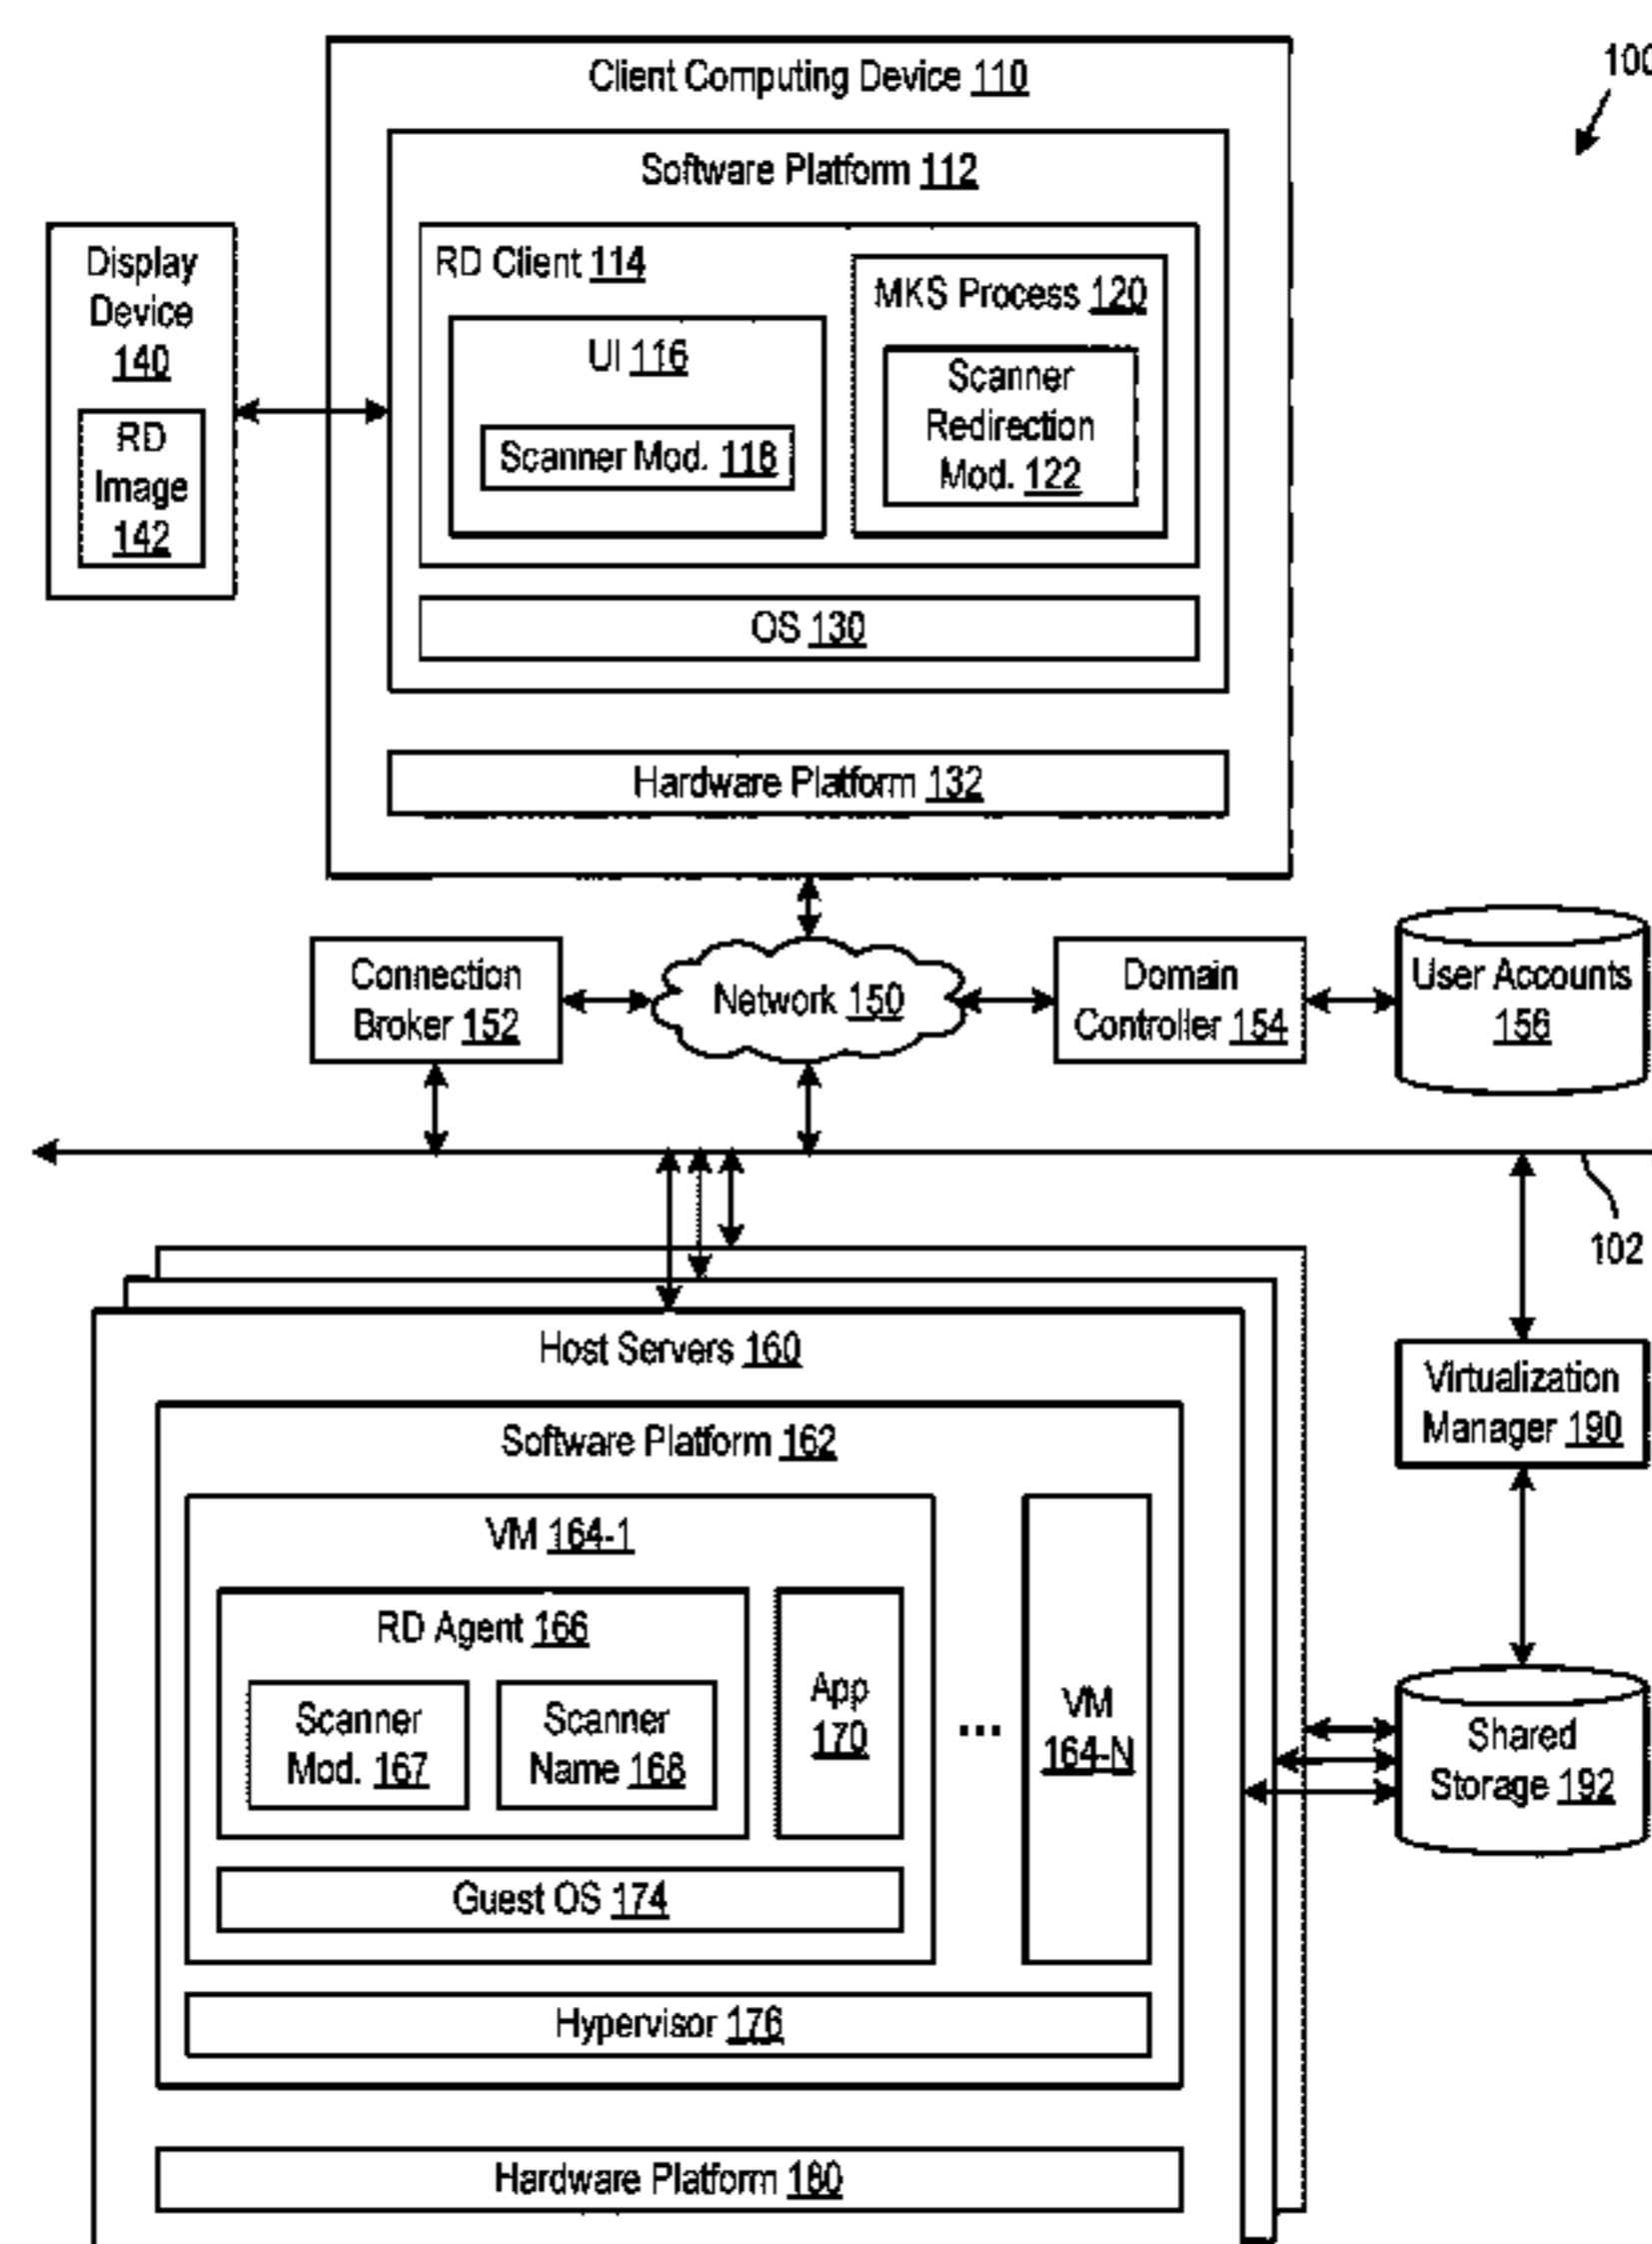 100
Client Computing Device 110
Software Platform 112
Display
Device
140
RD
Image
142
RD Client 114
UI 116
Scanner Mod. 118
MKS Process 120
Scanner
Redirection
Mod. 122
OS 130
Hardware Platform 132
Connection
Broker 152
Network 150
Domain
Controller 154
User Accounts
156
102
Host Servers 160
Software Platform 162
VM 164-1
RD Agent 166
Scanner
Mod. 167
Scanner
Name 168
App
170
...
VM
164-N
Guest OS 174
Hypervisor 176
Hardware Platform 180
Virtualization
Manager 190
Shared
Storage 192